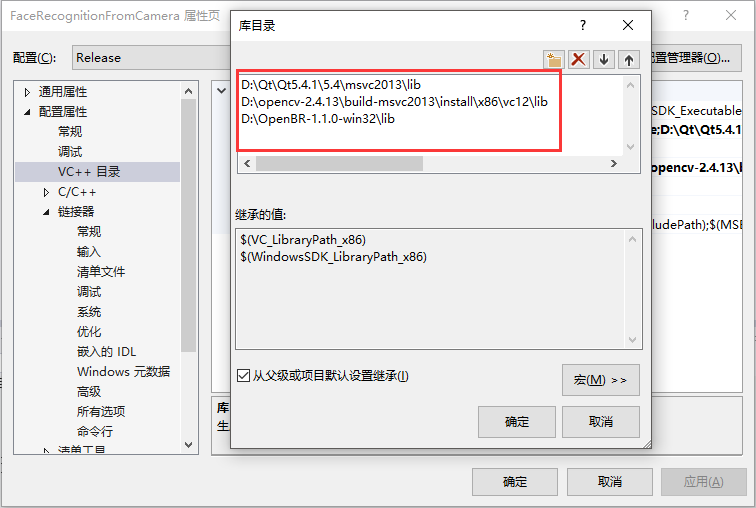 FaceRecognitionFromCamera 属性页
?
配置(C):
Release
配置管理器(O)...
通用属性
配置属性
常规
调试
VC++ 目录
C/C++
链接器
常规
输入
清单文件
调试
系统
优化
嵌入的 IDL
Windows 元数据
高级
所有选项
命令行
清单工具
SDK_Executable
e;D:\Qt\Qt5.4.1
opencv-2.4.13\b
ludePath);$(MSB
库
生
库目录
?
D:\Qt\Qt5.4.1\5.4\msvc2013\lib
D:\opencv-2.4.13\build-msvc2013\install\x86\vc12\lib
D:\OpenBR-1.1.0-win32\lib
继承的值:
$(VC_LibraryPath_x86)
$(WindowsSDK_LibraryPath_x86)
从父级或项目默认设置继承(I)
宏(M) >>
确定
取消
确定
取消
应用(A)